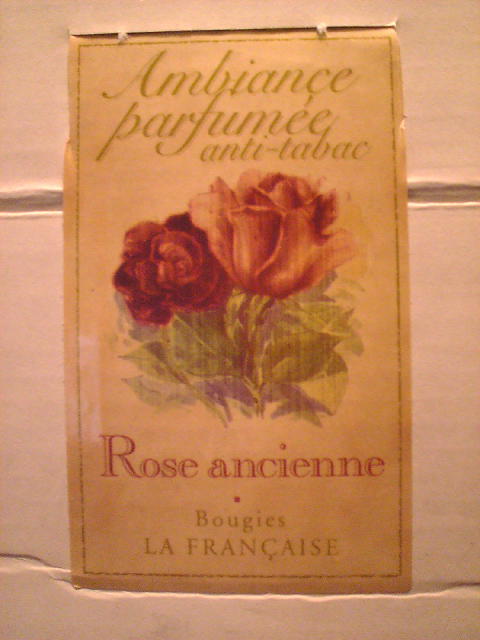 Ambiance
parfumée
anti-tabac
Rose ancienne
Bougies
LA FRANÇAISE